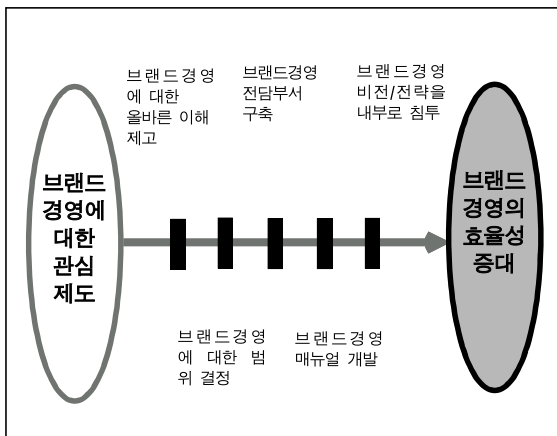 브랜드경영
에 대한
올바른 이해
제고
브랜드경영
전담부서
구축
브랜드경영
비전/전략을
내부로 침투
브랜드
경영에
대한
관심
제도
브랜드
경영의
효율성
증대
브랜드경영
에 대한 범
위 결정
브랜드경영
매뉴얼 개발